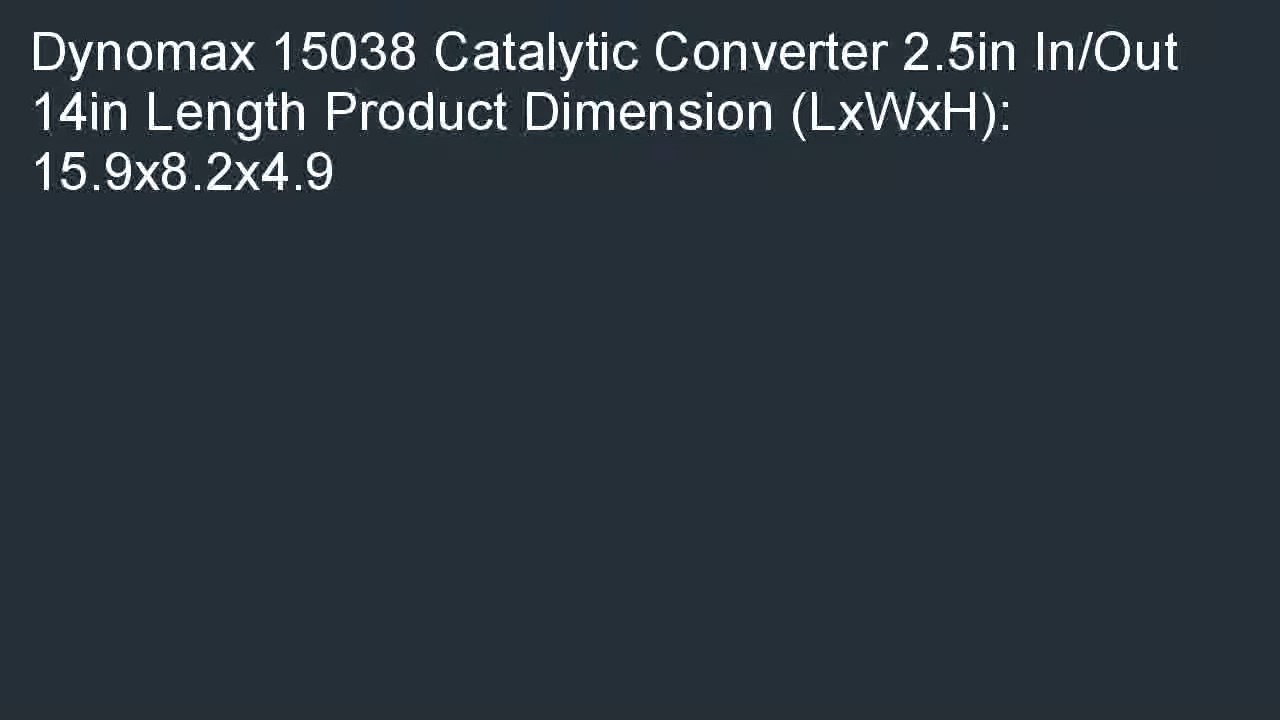 Dynomax 15038 Catalytic Converter 2.5in In/Out
14in Length Product Dimension (LxWxH):
15.9x8.2x4.9